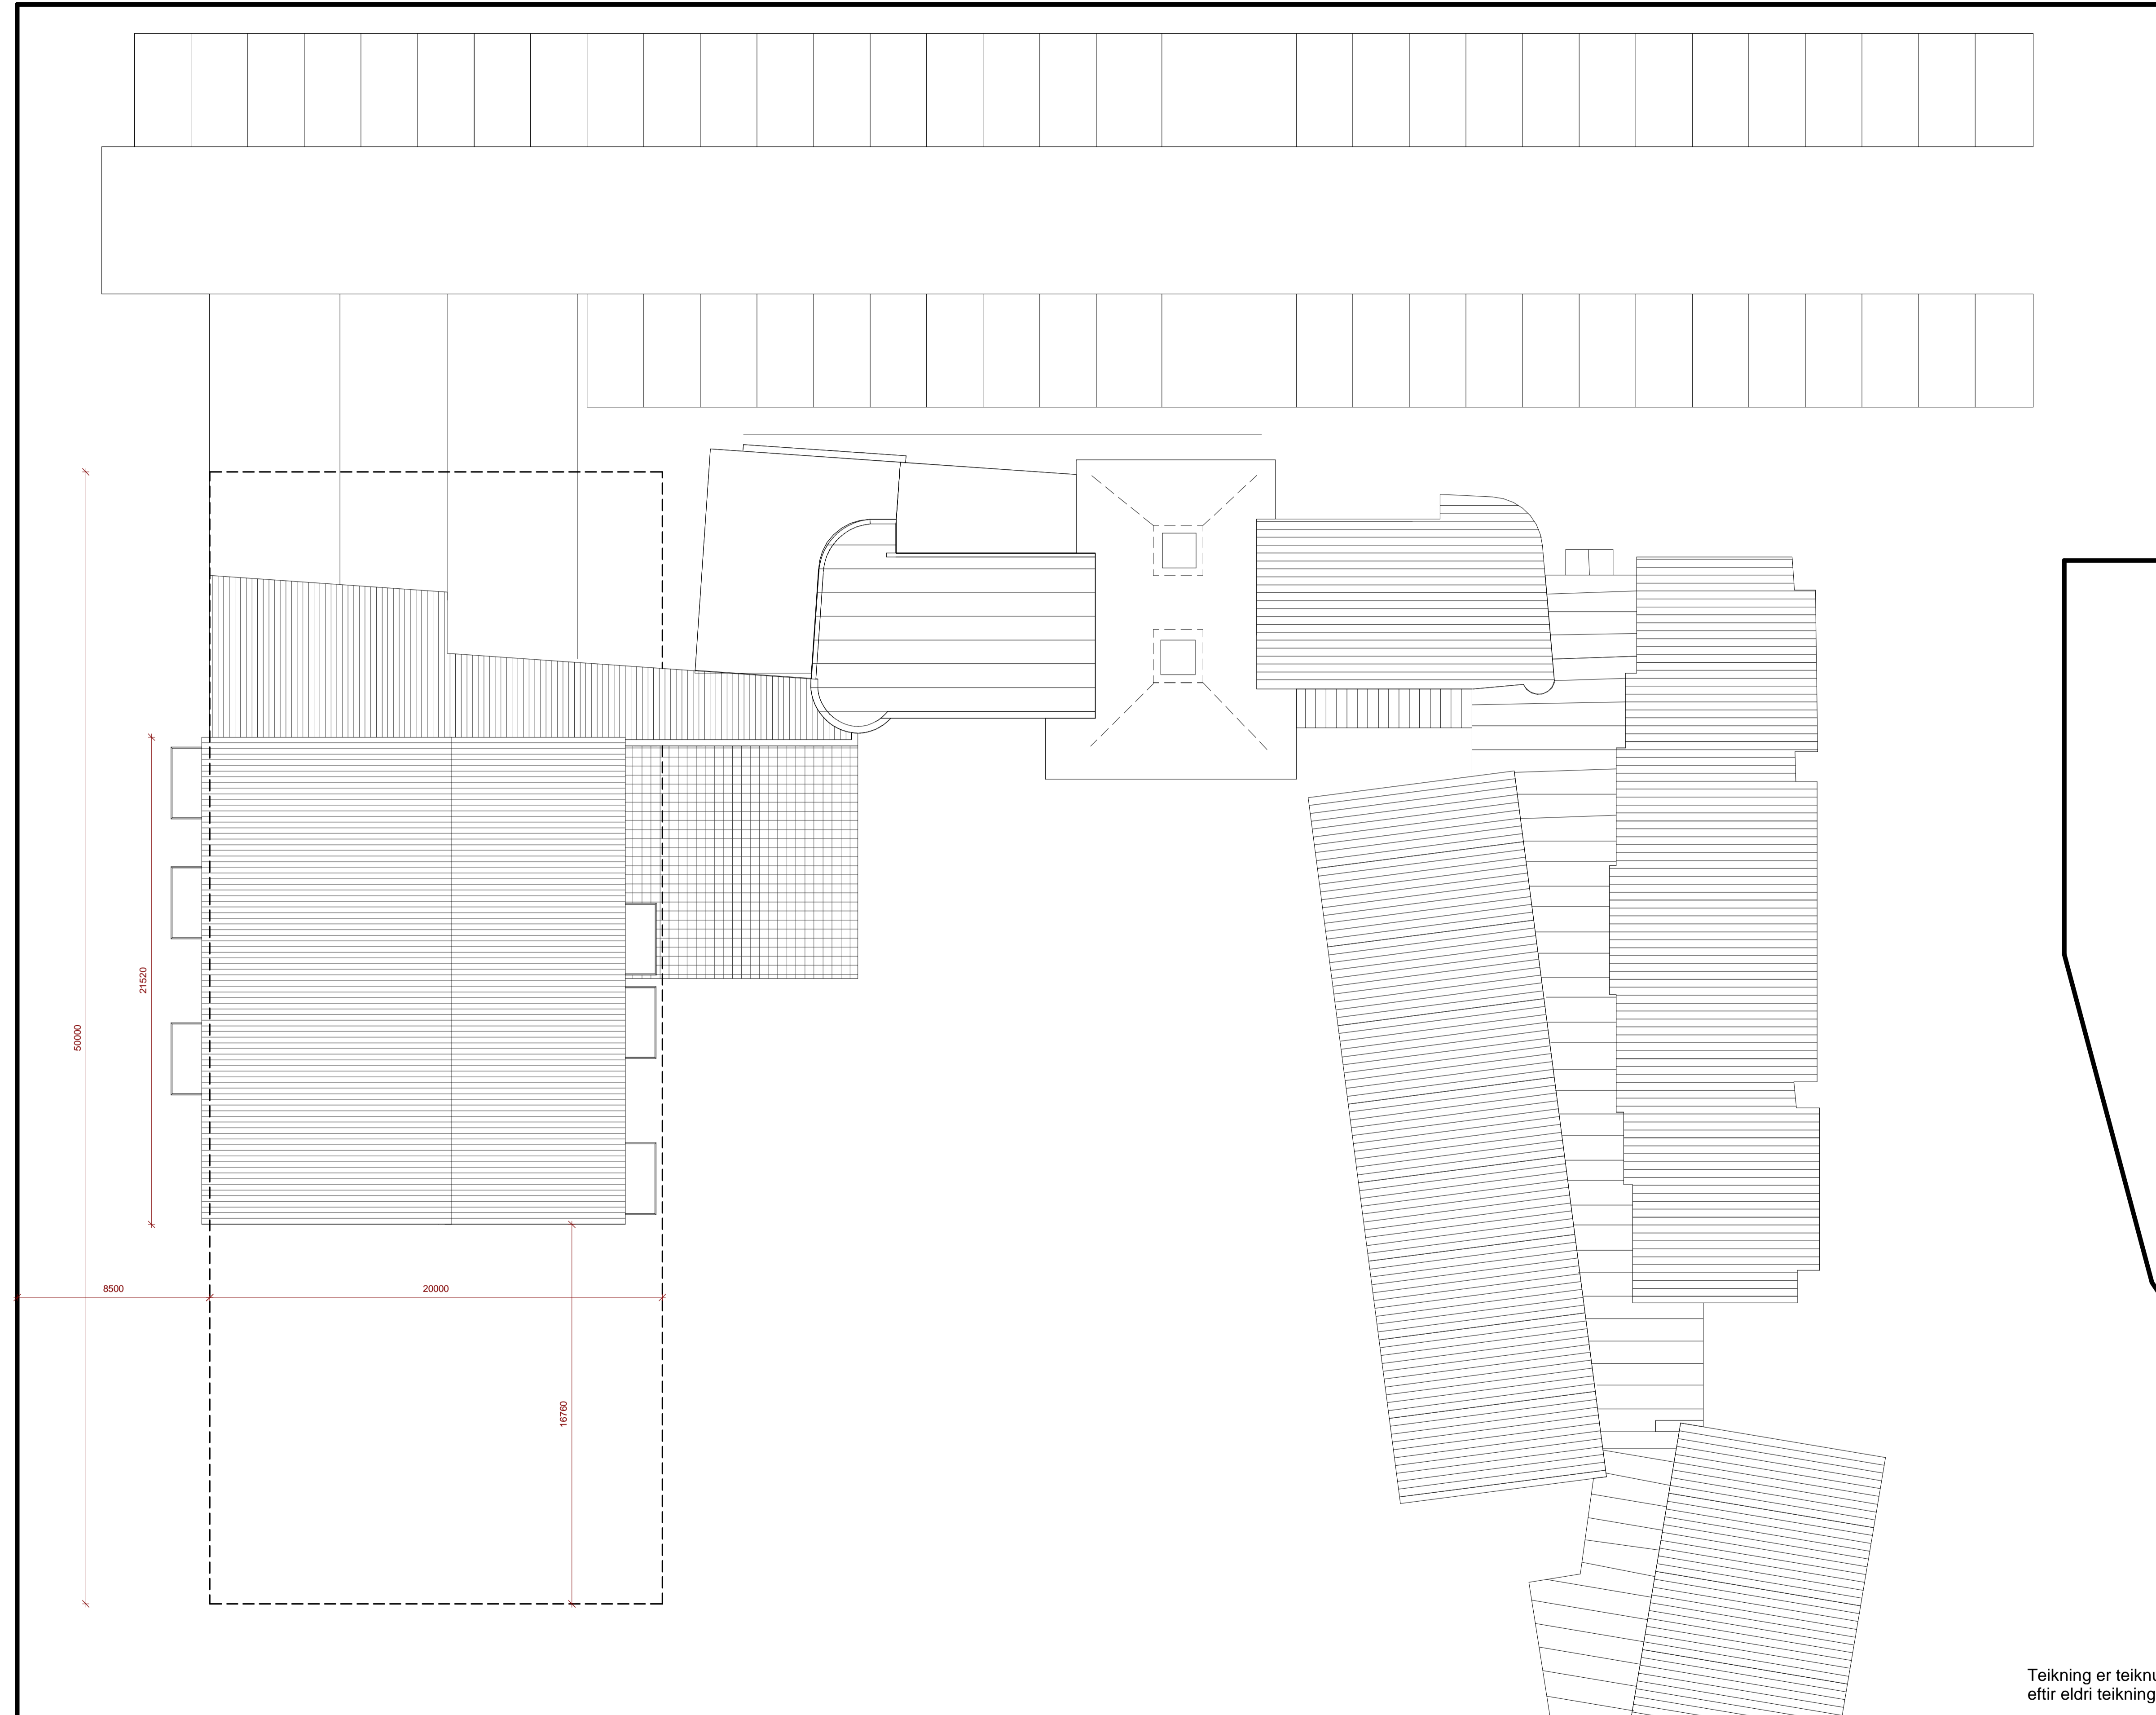 21520
50000
8500
20000
16760
Teikning er teikn
eftir eldri teikning